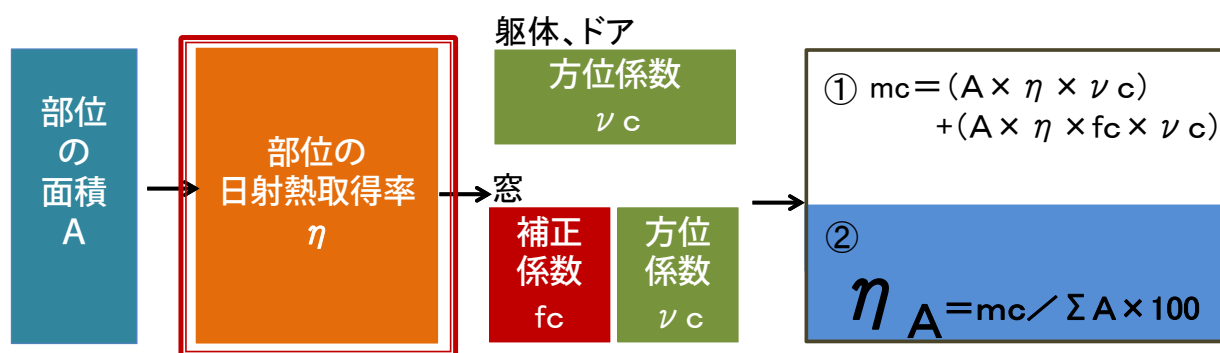 部位
の
面積
A
部位の
日射熱取得率
η
躯体、ドア
方位係数
νc
窓
補正
係数
fc
方位
係数
νc
① mc=(A×η×νc)
+(A×η×fc×νc)
②
ηA=mc／ΣA×100